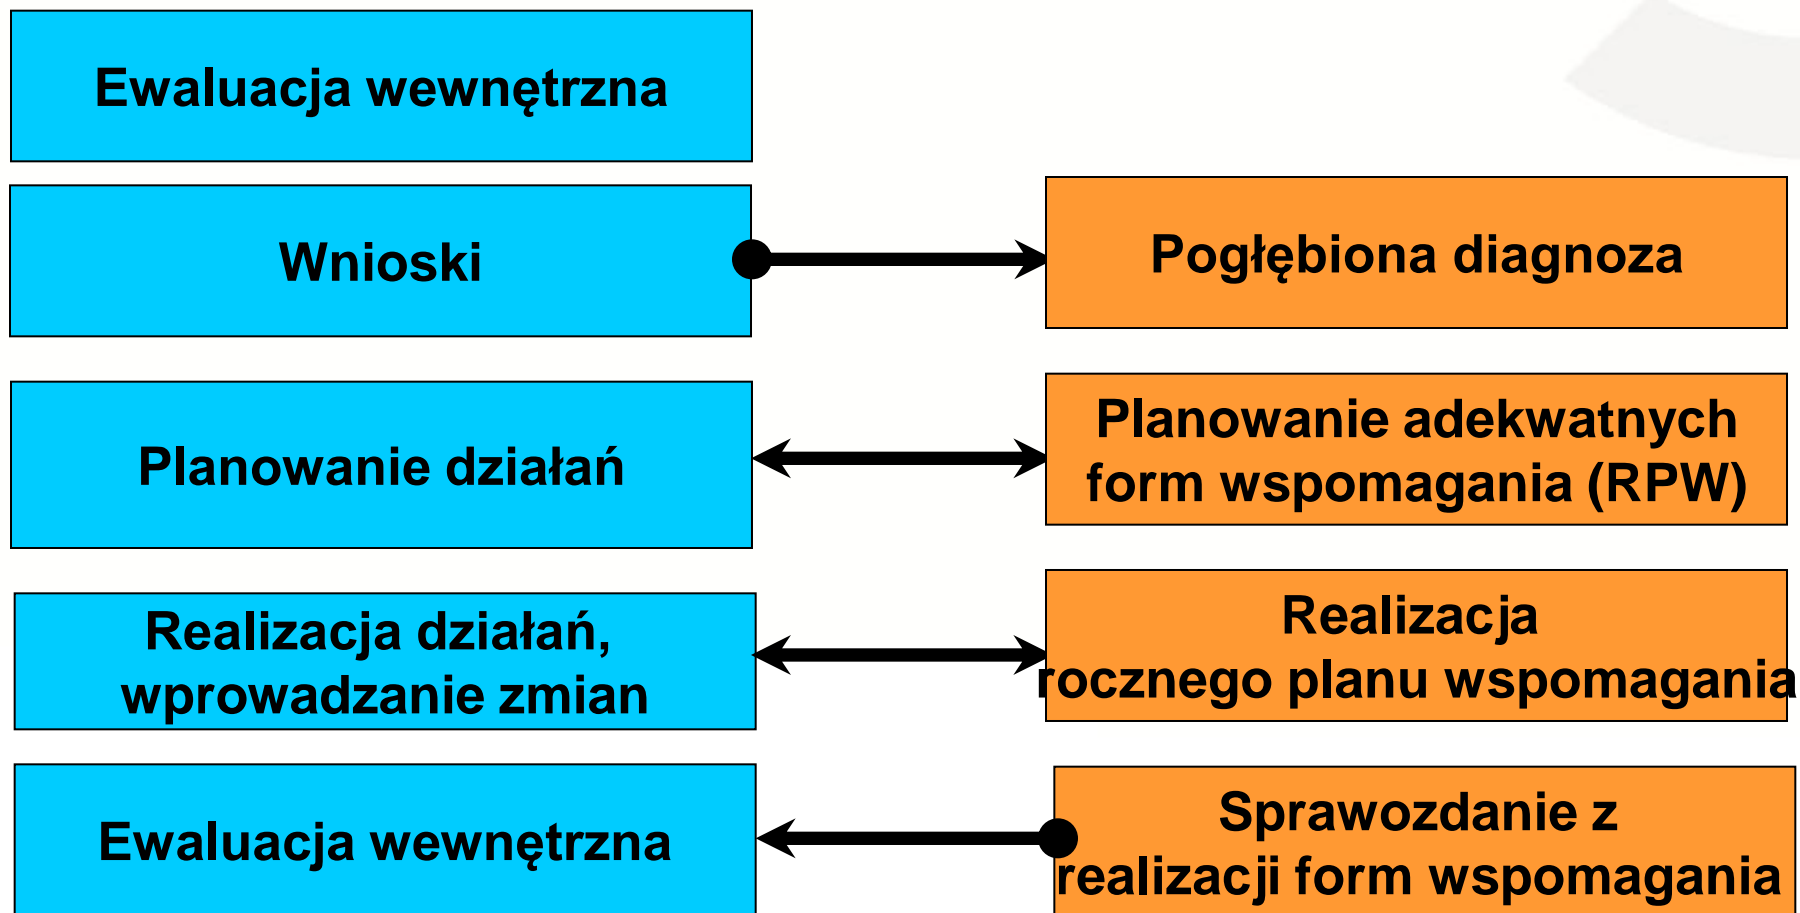 Ewaluacja wewnętrzna
Wnioski
Pogłębiona diagnoza
Planowanie działań
Planowanie adekwatnych
form wspomagania (RPW)
Realizacja działań,
wprowadzanie zmian
Realizacja
rocznego planu wspomagania
Ewaluacja wewnętrzna
Sprawozdanie z
realizacji form wspomagania